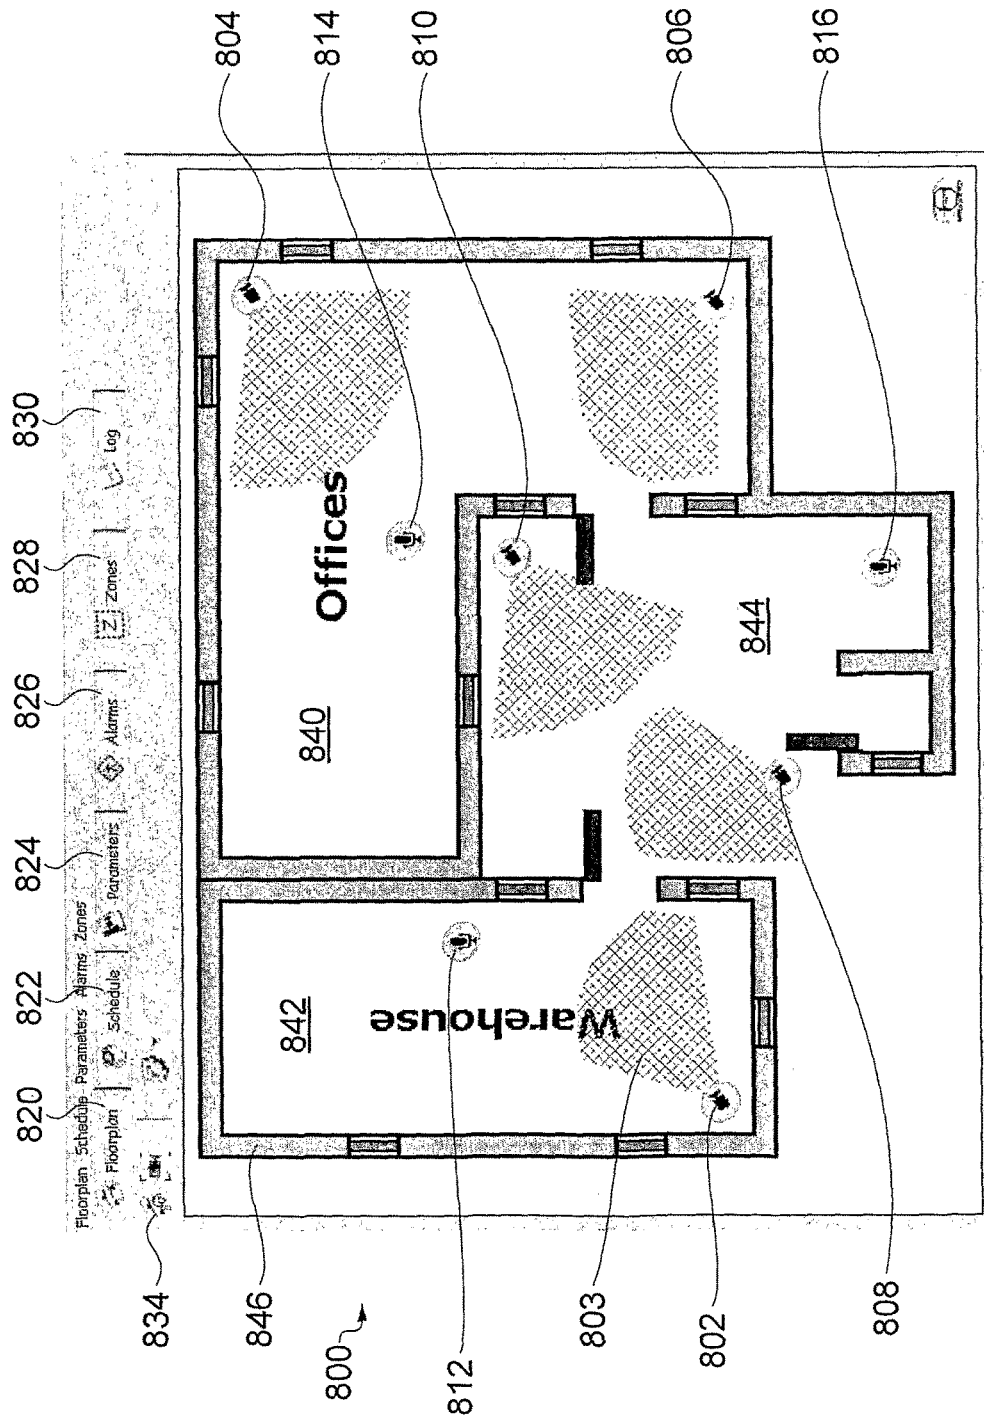 820 822 824 826 828 830
Floorplan Schedule Parameters Alarms Zones
Floorplan Schedule Parameters Alarms Z Zones Log
834
846 804
842 840
Offices
814
800
Warehouse
810
812
803
806
802
844
816
808